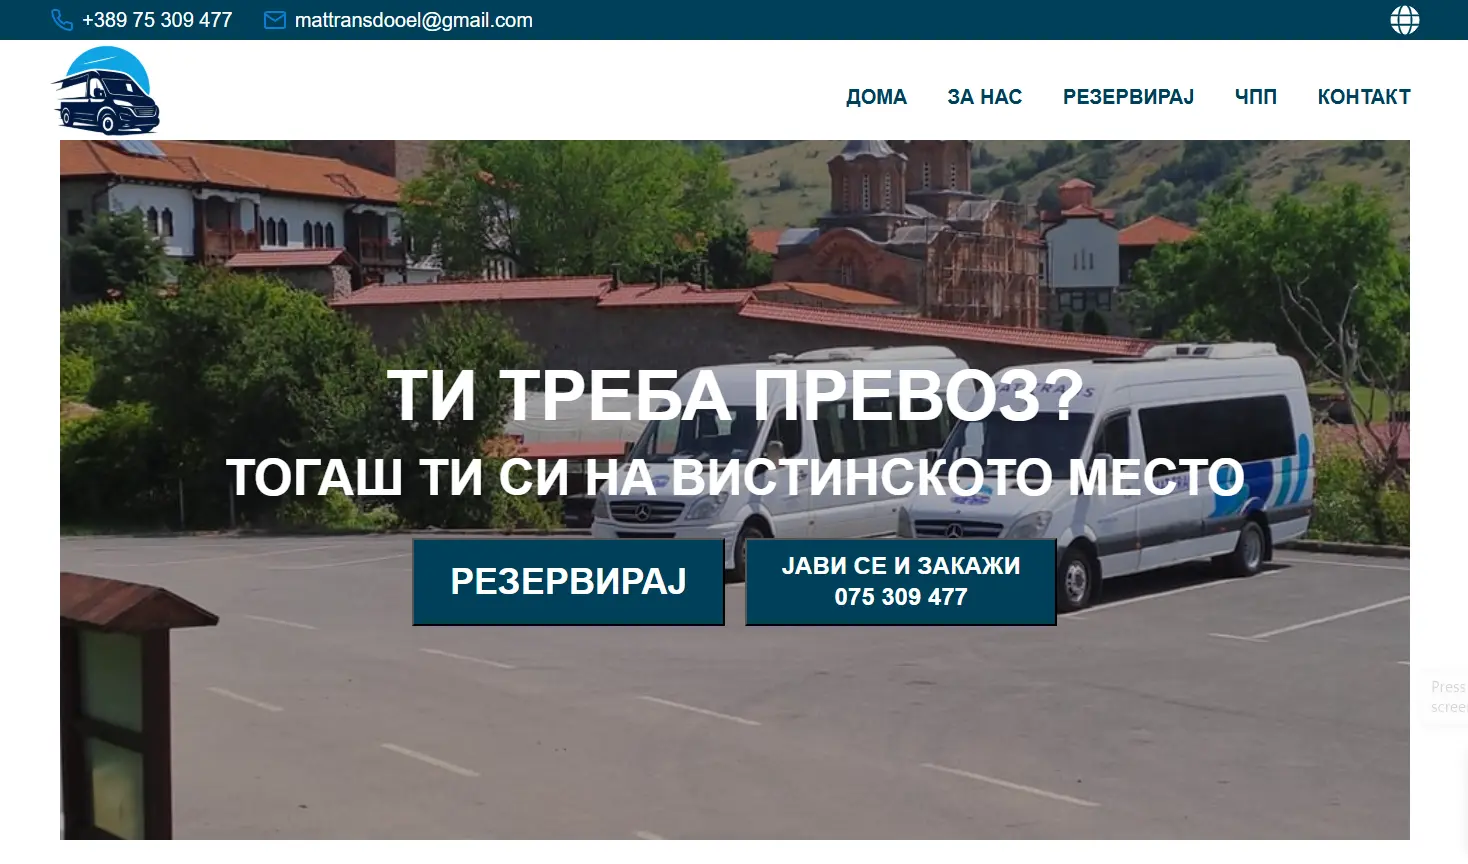 +389 75 309 477 mattransdooel@gmail.com
ДОМА ЗА НАС РЕЗЕРВИРАЈ ЧПП КОНТАКТ
ТИ ТРЕБА ПРЕВОЗ?
ТОГАШ ТИ СИ НА ВИСТИНСКОТО МЕСТО
РЕЗЕРВИРАЈ
ЈАВИ СЕ И ЗАКАЖИ
075 309 477
Press